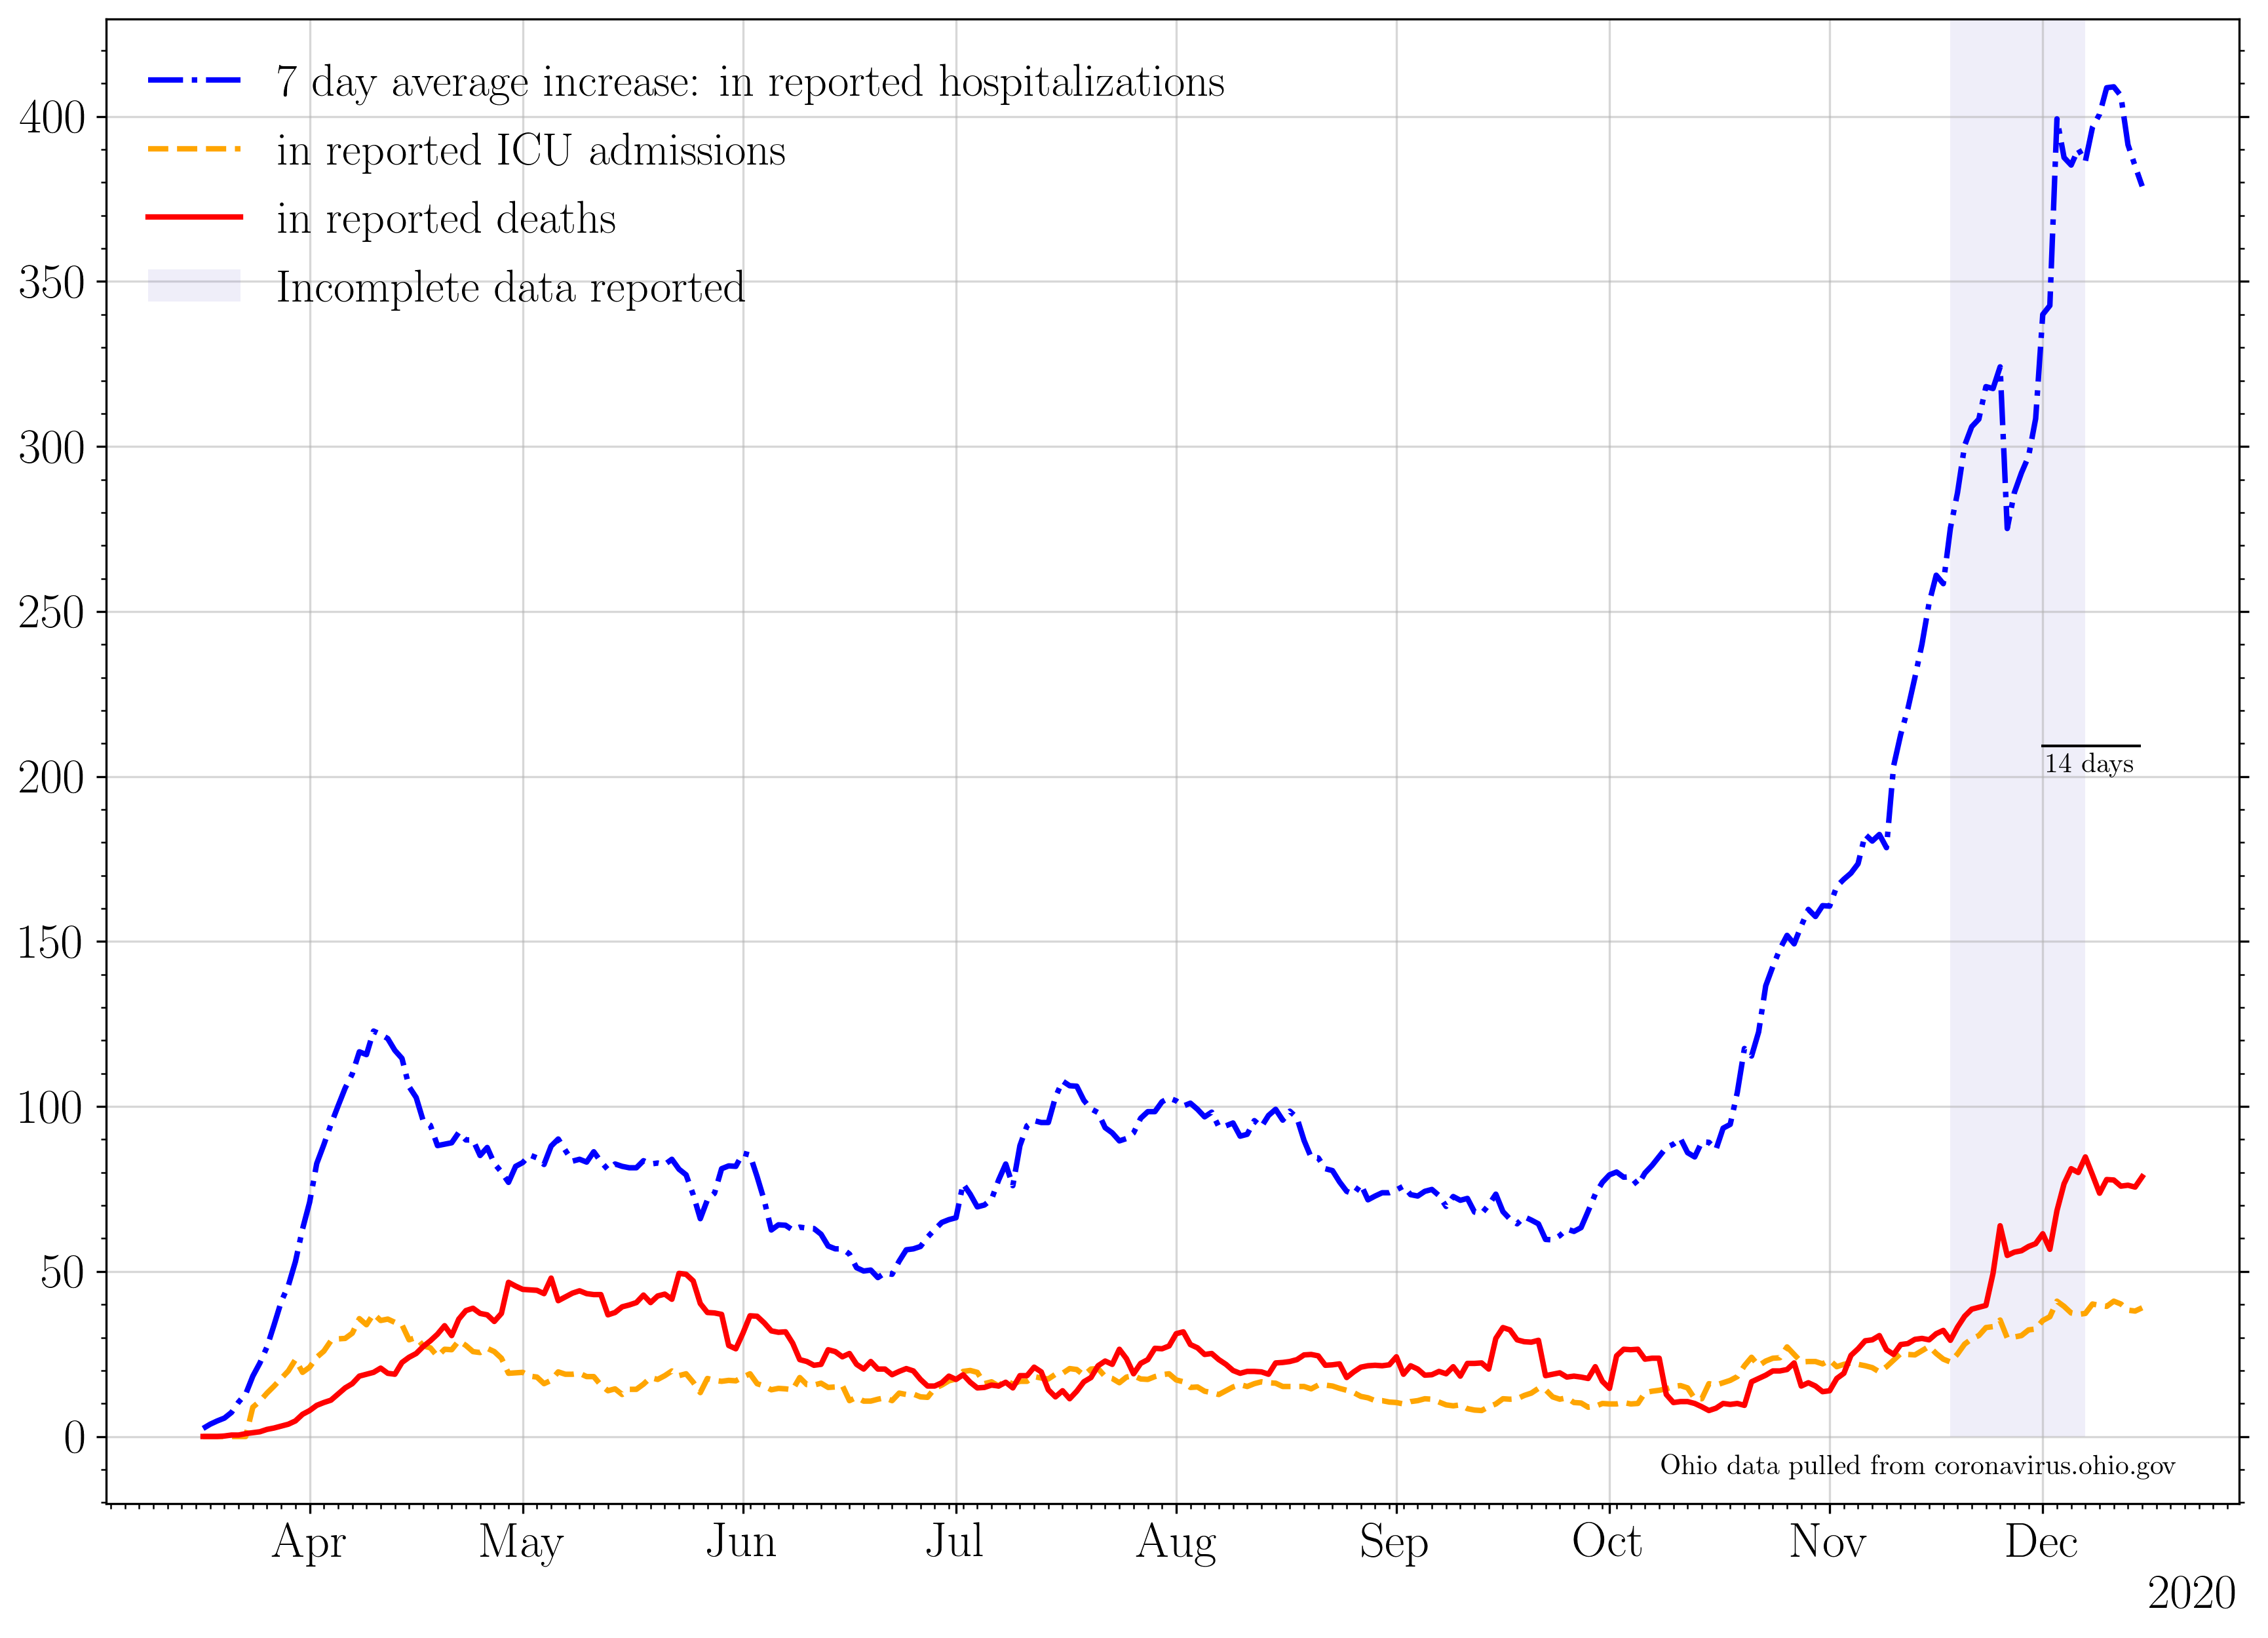 7 day average increase: in reported hospitalizations
in reported ICU admissions
in reported deaths
Incomplete data reported
400
350
300
250
200
150
100
50
0
14 days
Ohio data pulled from coronavirus.ohio.gov
Apr May Jun Jul Aug Sep Oct Nov Dec
2020